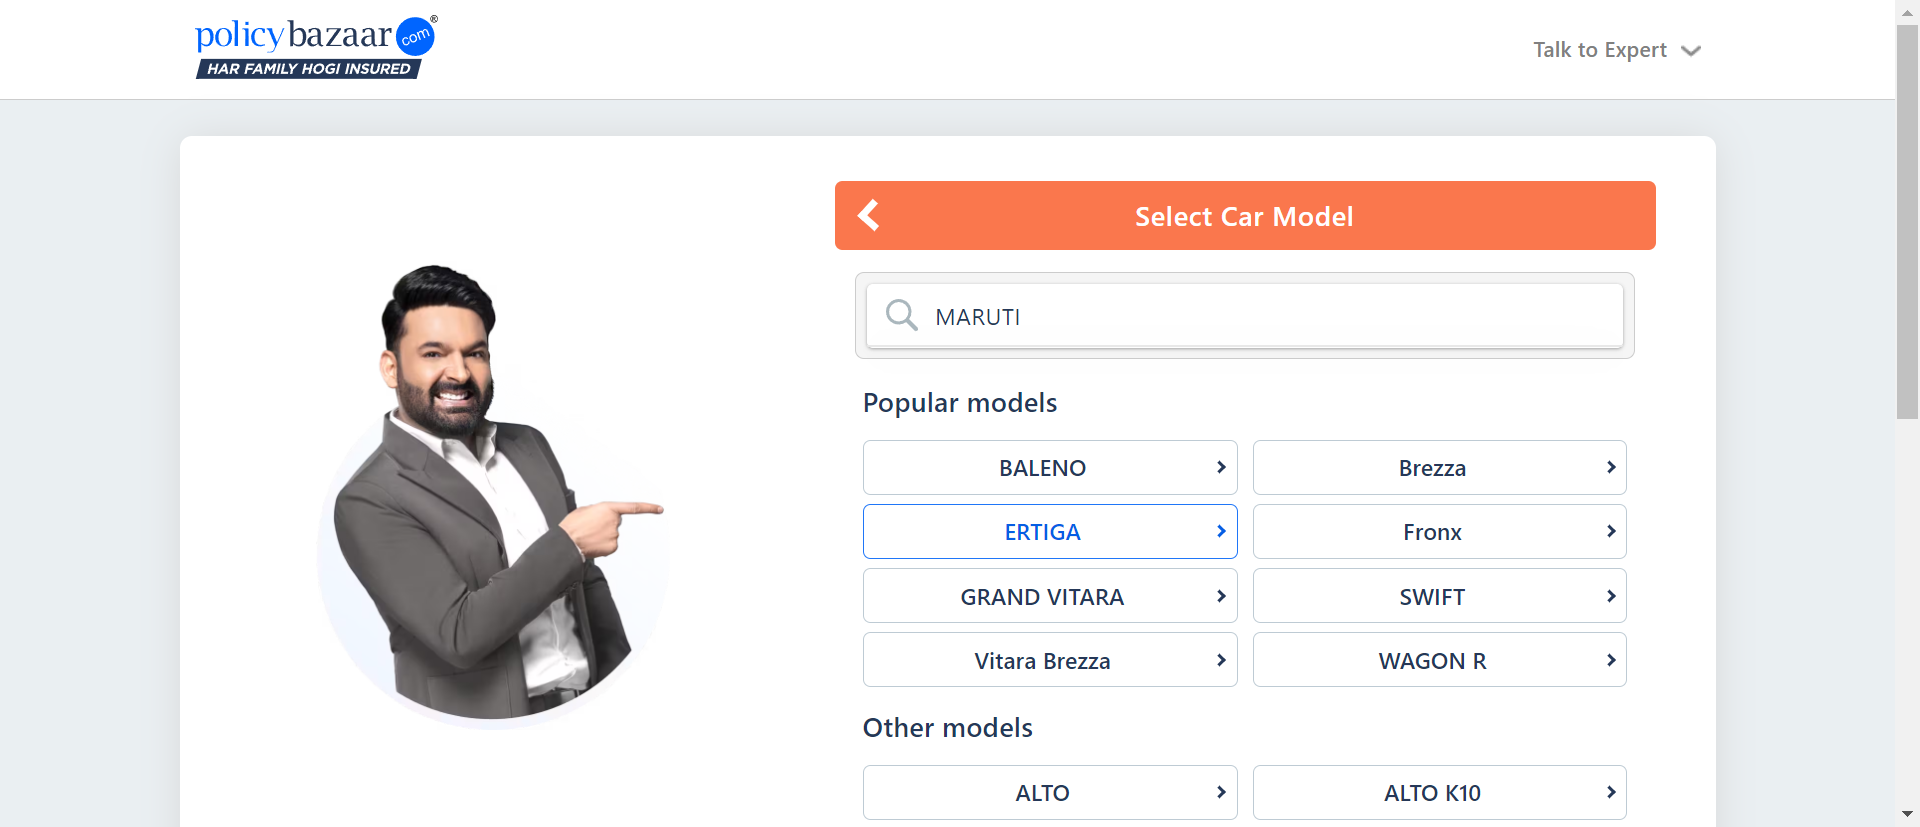 policybazaar com®
HAR FAMILY HOGI INSURED
Talk to Expert
Select Car Model
MARUTI
Popular models
BALENO
Brezza
ERTIGA
Fronx
GRAND VITARA
SWIFT
Vitara Brezza
WAGON R
Other models
ALTO
ALTO K10